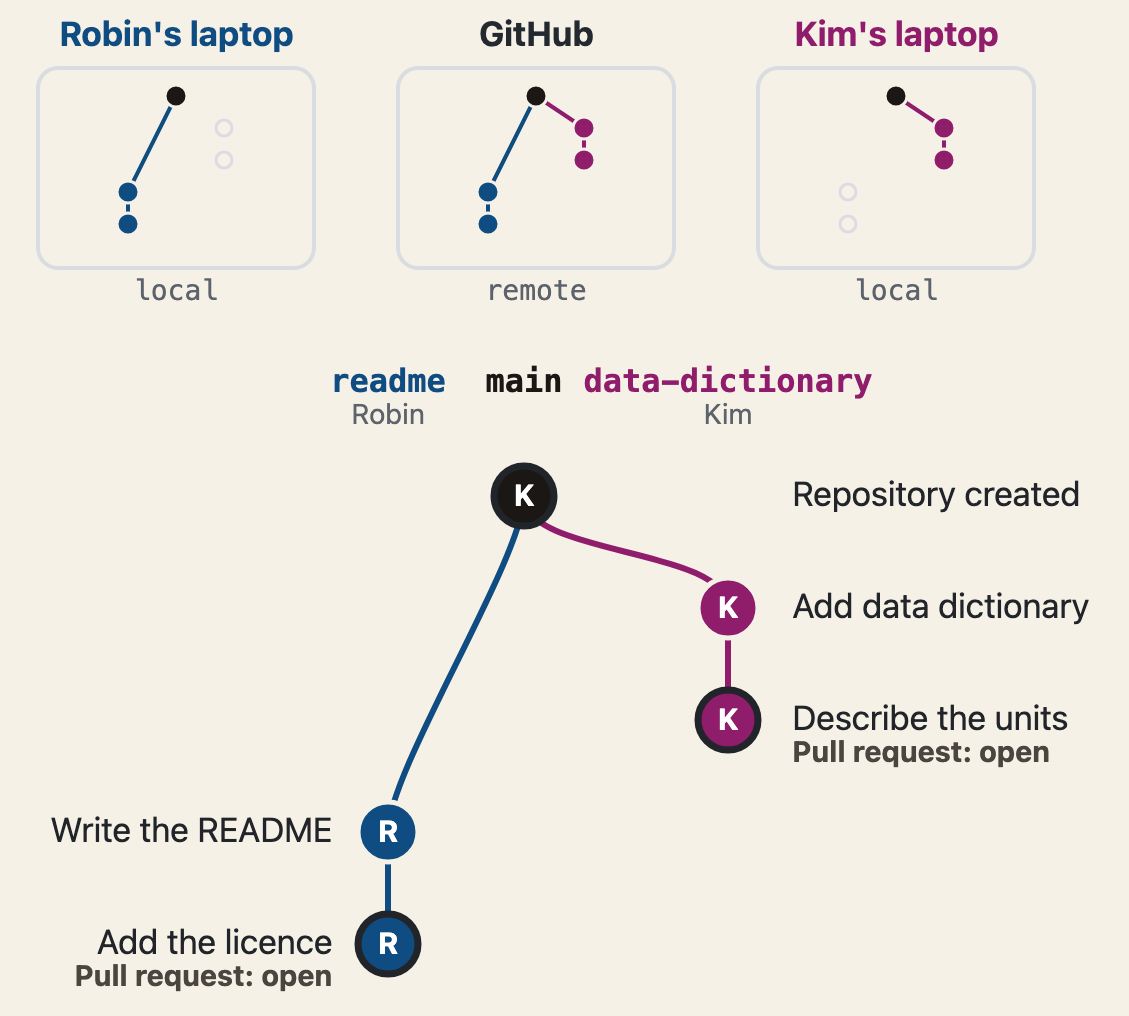 Robin's laptop
GitHub
Kim's laptop
local
remote
local
readme
main
data-dictionary
Robin
Kim
K
Repository created
K
Add data dictionary
K
Describe the units
Pull request: open
Write the README
R
Add the licence
R
Pull request: open